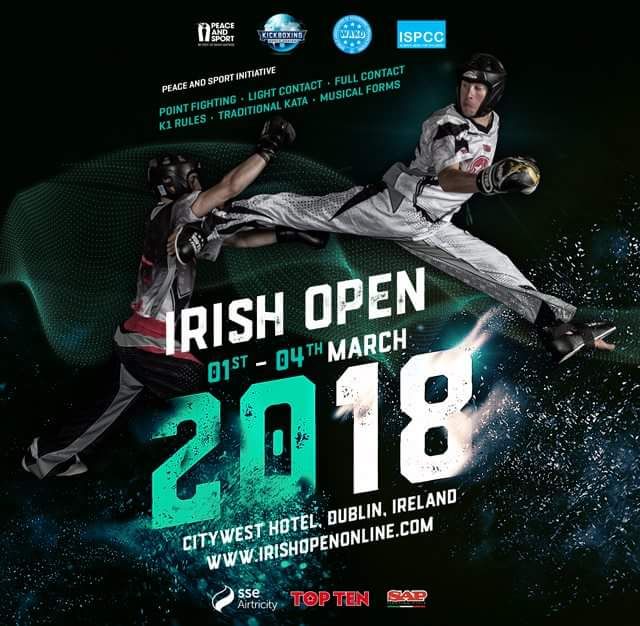 PEACE AND SPORT
KICKBOXING
WAKO
ISPCC
PEACE AND SPORT INITIATIVE
POINT FIGHTING · LIGHT CONTACT · FULL CONTACT
K1 RULES · TRADITIONAL KATA · MUSICAL FORMS
IRISH OPEN
01ST - 04TH MARCH
2018
CITYWEST HOTEL, DUBLIN, IRELAND
WWW.IRISHOPENONLINE.COM
sse
Airtricity
TOP TEN
SAP